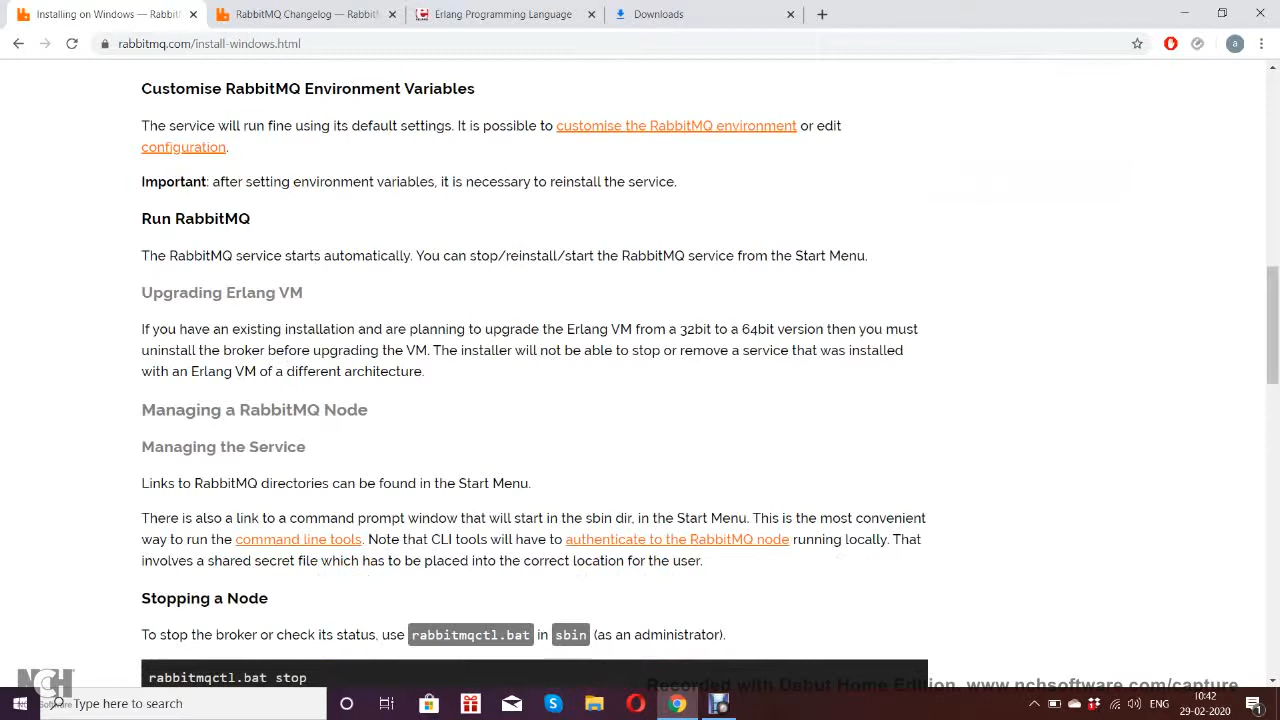 Installing on Windows — RabbitM
RabbitMQ Changelog — RabbitM
Erlang Programming Language
Downloads
rabbitmq.com/install-windows.html
a
Customise RabbitMQ Environment Variables
The service will run fine using its default settings. It is possible to customise the RabbitMQ environment or edit
configuration.
Important: after setting environment variables, it is necessary to reinstall the service.
Run RabbitMQ
The RabbitMQ service starts automatically. You can stop/reinstall/start the RabbitMQ service from the Start Menu.
Upgrading Erlang VM
If you have an existing installation and are planning to upgrade the Erlang VM from a 32bit to a 64bit version then you must
uninstall the broker before upgrading the VM. The installer will not be able to stop or remove a service that was installed
with an Erlang VM of a different architecture.
Managing a RabbitMQ Node
Managing the Service
Links to RabbitMQ directories can be found in the Start Menu.
There is also a link to a command prompt window that will start in the sbin dir, in the Start Menu. This is the most convenient
way to run the command line tools. Note that CLI tools will have to authenticate to the RabbitMQ node running locally. That
involves a shared secret file which has to be placed into the correct location for the user.
Stopping a Node
To stop the broker or check its status, use rabbitmqctl.bat in sbin (as an administrator).
rabbitmqctl.bat stop
Recorded with Debut Home Edition. www.nchsoftware.com/capture
NCH
Software
Type here to search
ENG
10:42
29-02-2020
1